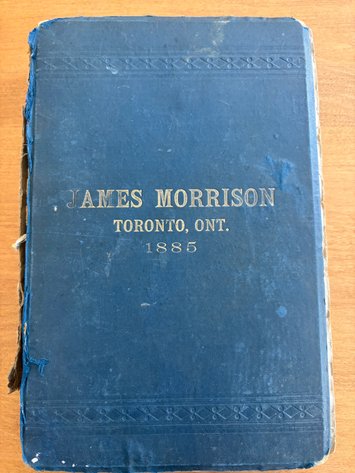 JAMES MORRISON
TORONTO, ONT.
1885